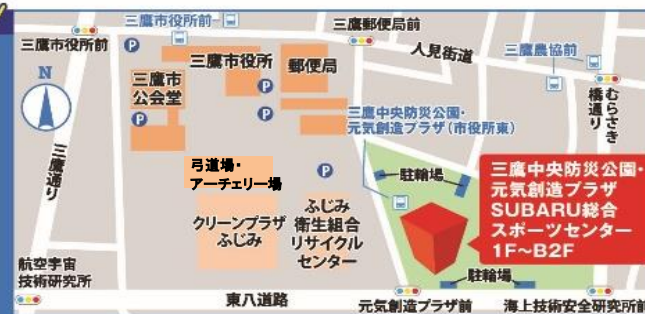 三鷹市役所前
三鷹市役所前
三鷹郵便局前
人見街道
三鷹農協前
P
三鷹市役所
郵便局
N
三鷹市
公会堂
P
P
P
三鷹中央防災公園・
元気創造プラザ(市役所東)
むらさき
橋通り
三鷹通り
弓道場・
アーチェリー場
P
駐輪場
三鷹中央防災公園・
元気創造プラザ
SUBARU総合
スポーツセンター
1F~B2F
クリーンプラザ
ふじみ
ふじみ
衛生組合
リサイクル
センター
航空宇宙
技術研究所
駐輪場
東八道路
元気創造プラザ前
海上技術安全研究所前